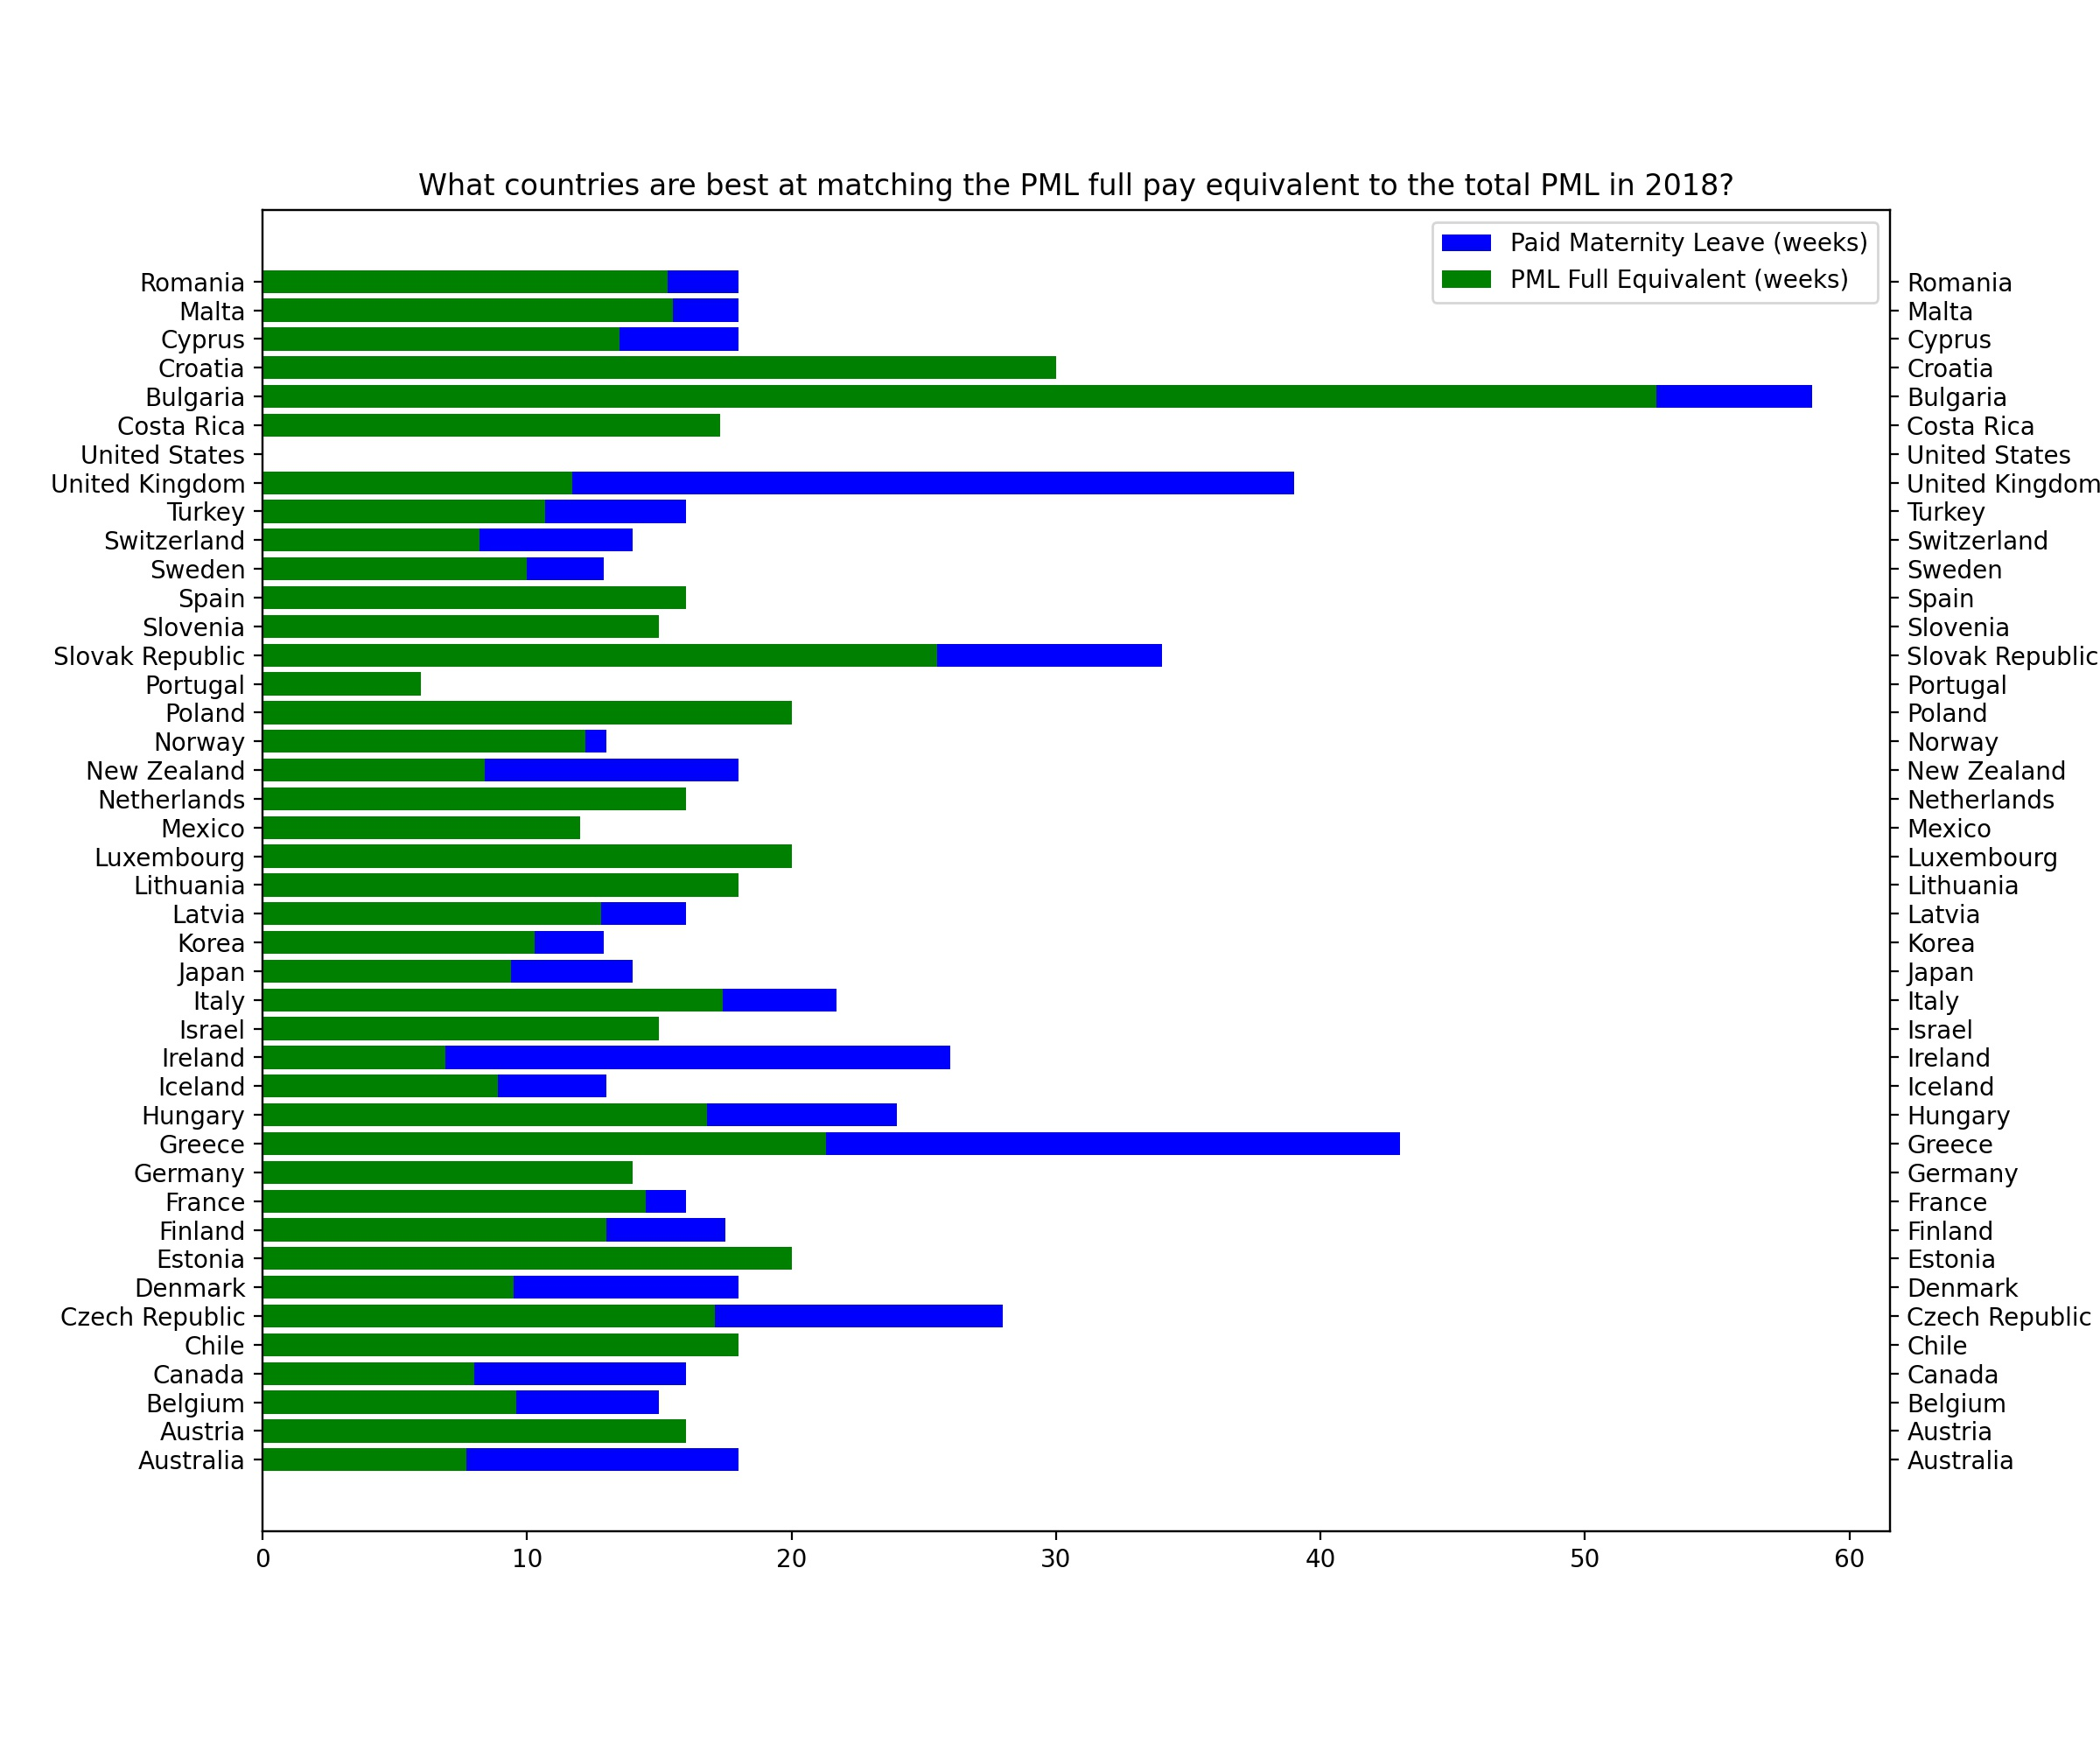 What countries are best at matching the PML full pay equivalent to the total PML in 2018?
Paid Maternity Leave (weeks)
PML Full Equivalent (weeks)
Romania Romania
Malta Malta
Cyprus Cyprus
Croatia Croatia
Bulgaria Bulgaria
Costa Rica Costa Rica
United States United States
United Kingdom United Kingdom
Turkey Turkey
Switzerland Switzerland
Sweden Sweden
Spain Spain
Slovenia Slovenia
Slovak Republic Slovak Republic
Portugal Portugal
Poland Poland
Norway Norway
New Zealand New Zealand
Netherlands Netherlands
Mexico Mexico
Luxembourg Luxembourg
Lithuania Lithuania
Latvia Latvia
Korea Korea
Japan Japan
Italy Italy
Israel Israel
Ireland Ireland
Iceland Iceland
Hungary Hungary
Greece Greece
Germany Germany
France France
Finland Finland
Estonia Estonia
Denmark Denmark
Czech Republic Czech Republic
Chile Chile
Canada Canada
Belgium Belgium
Austria Austria
Australia Australia
0 10 20 30 40 50 60